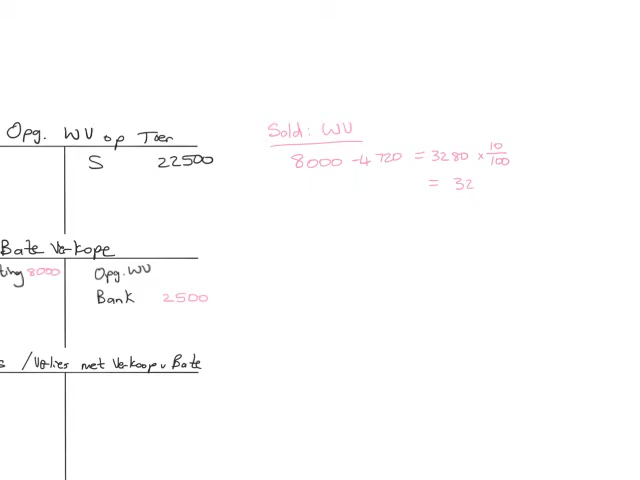 Opg. WV op Toer
S 22500
Sold: WV
8000 - 4720 = 3280 × 10/100
= 32
Bate Verkope
ting 8000 Opg. WV
Bank 2500
s / Verlies met Verkoop v Bate